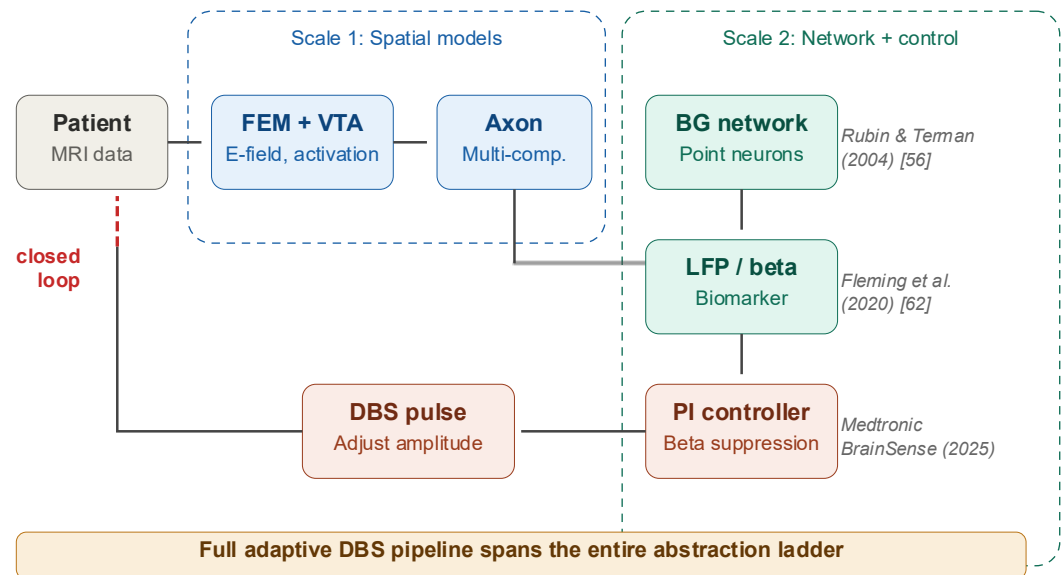 Scale 1: Spatial models
Scale 2: Network + control
Patient
MRI data
FEM + VTA
E-field, activation
Axon
Multi-comp.
BG network
Point neurons
Rubin & Terman
(2004) [56]
closed
loop
LFP / beta
Biomarker
Fleming et al.
(2020) [62]
DBS pulse
Adjust amplitude
PI controller
Beta suppression
Medtronic
BrainSense (2025)
Full adaptive DBS pipeline spans the entire abstraction ladder